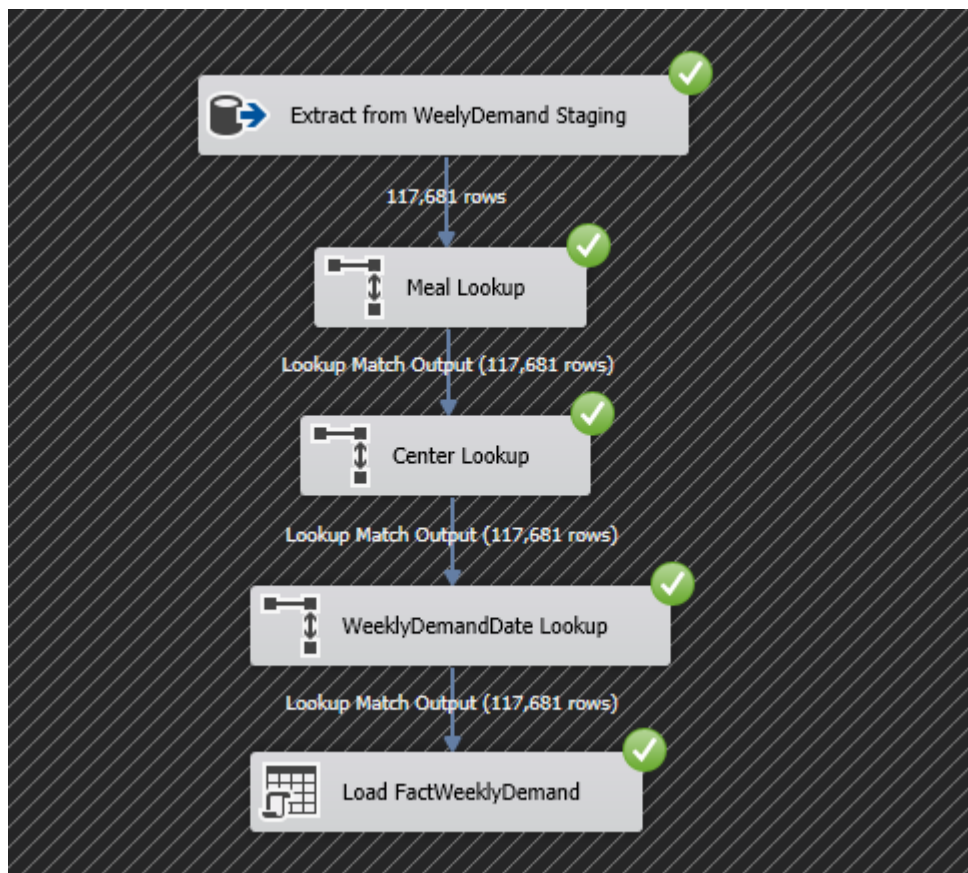 Extract from WeelyDemand Staging
117,681 rows
Meal Lookup
Lookup Match Output (117,681 rows)
Center Lookup
Lookup Match Output (117,681 rows)
WeeklyDemandDate Lookup
Lookup Match Output (117,681 rows)
Load FactWeeklyDemand